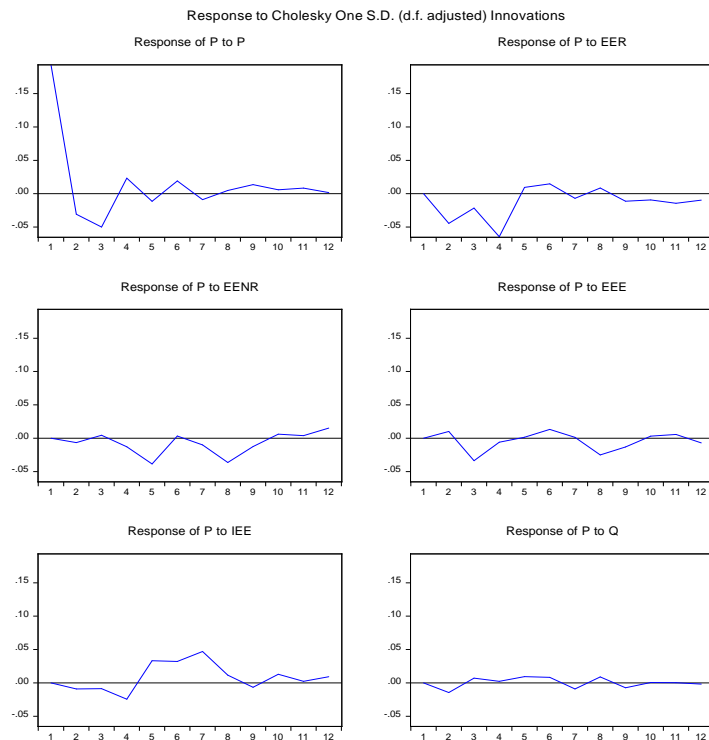 Response to Cholesky One S.D. (d.f. adjusted) Innovations
Response of P to P
.15
.10
.05
.00
-.05
1 2 3 4 5 6 7 8 9 10 11 12
Response of P to EER
.15
.10
.05
.00
-.05
1 2 3 4 5 6 7 8 9 10 11 12
Response of P to EENR
.15
.10
.05
.00
-.05
1 2 3 4 5 6 7 8 9 10 11 12
Response of P to EEE
.15
.10
.05
.00
-.05
1 2 3 4 5 6 7 8 9 10 11 12
Response of P to IEE
.15
.10
.05
.00
-.05
1 2 3 4 5 6 7 8 9 10 11 12
Response of P to Q
.15
.10
.05
.00
-.05
1 2 3 4 5 6 7 8 9 10 11 12